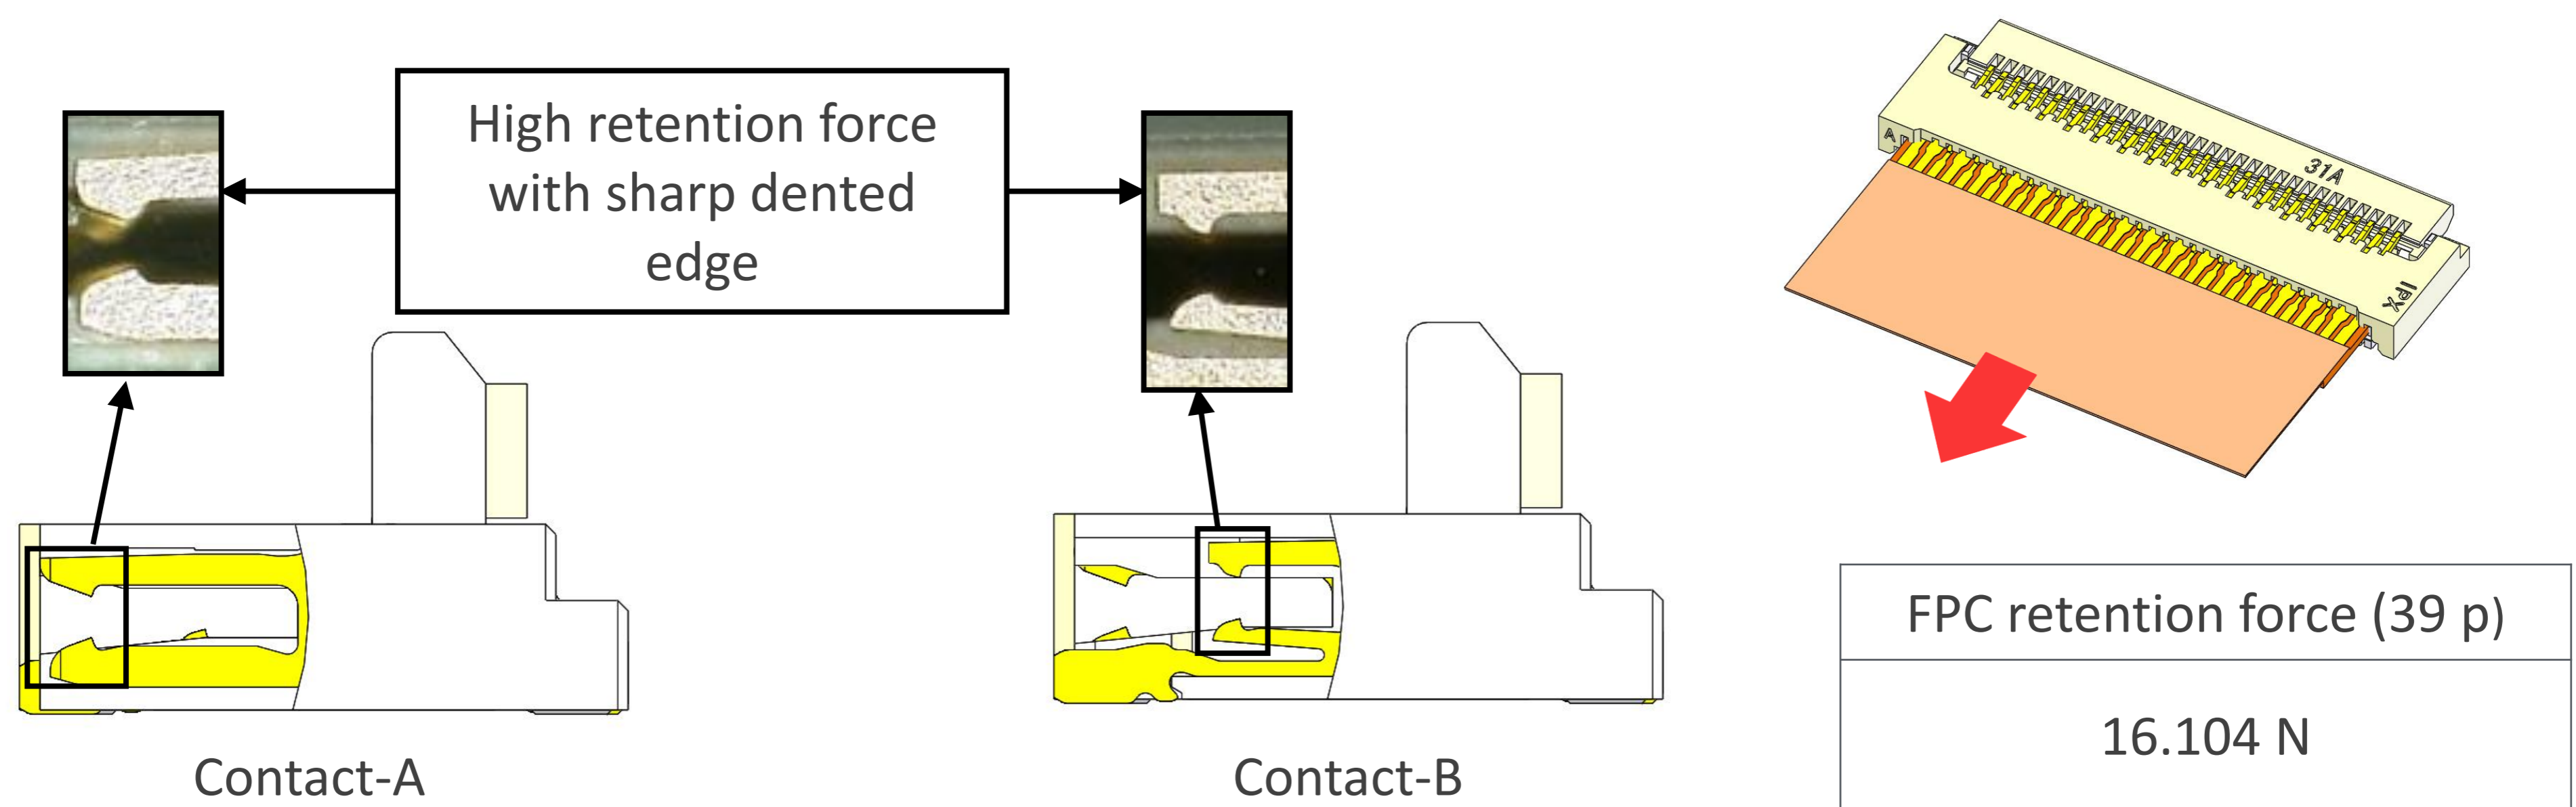 High retention force
with sharp dented
edge
A
31A
IPX
Contact-A
Contact-B
FPC retention force (39 p)
16.104 N